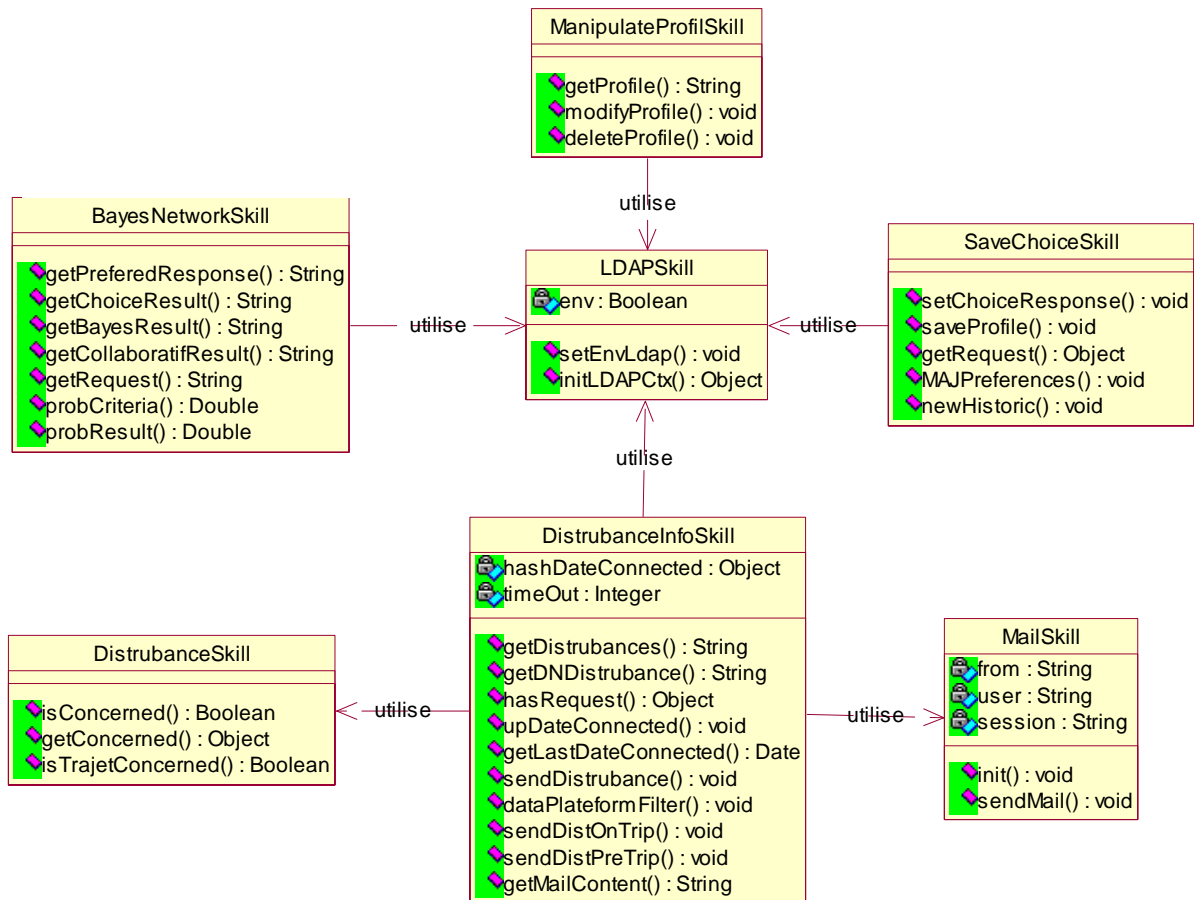 ManipulateProfilSkill
getProfile() : String
modifyProfile() : void
deleteProfile() : void
utilise
BayesNetworkSkill
getPreferedResponse() : String
getChoiceResult() : String
getBayesResult() : String
getCollaboratifResult() : String
getRequest() : String
probCriteria() : Double
probResult() : Double
utilise
LDAPSkill
env : Boolean
setEnvLdap() : void
initLDAPCtx() : Object
utilise
SaveChoiceSkill
setChoiceResponse() : void
saveProfile() : void
getRequest() : Object
MAJPreferences() : void
newHistoric() : void
utilise
DistrubanceInfoSkill
hashDateConnected : Object
timeOut : Integer
getDistrubances() : String
getDNDistrubance() : String
hasRequest() : Object
upDateConnected() : void
getLastDateConnected() : Date
sendDistrubance() : void
dataPlateformFilter() : void
sendDistOnTrip() : void
sendDistPreTrip() : void
getMailContent() : String
DistrubanceSkill
isConcerned() : Boolean
getConcerned() : Object
isTrajetConcerned() : Boolean
utilise
utilise
MailSkill
from : String
user : String
session : String
init() : void
sendMail() : void